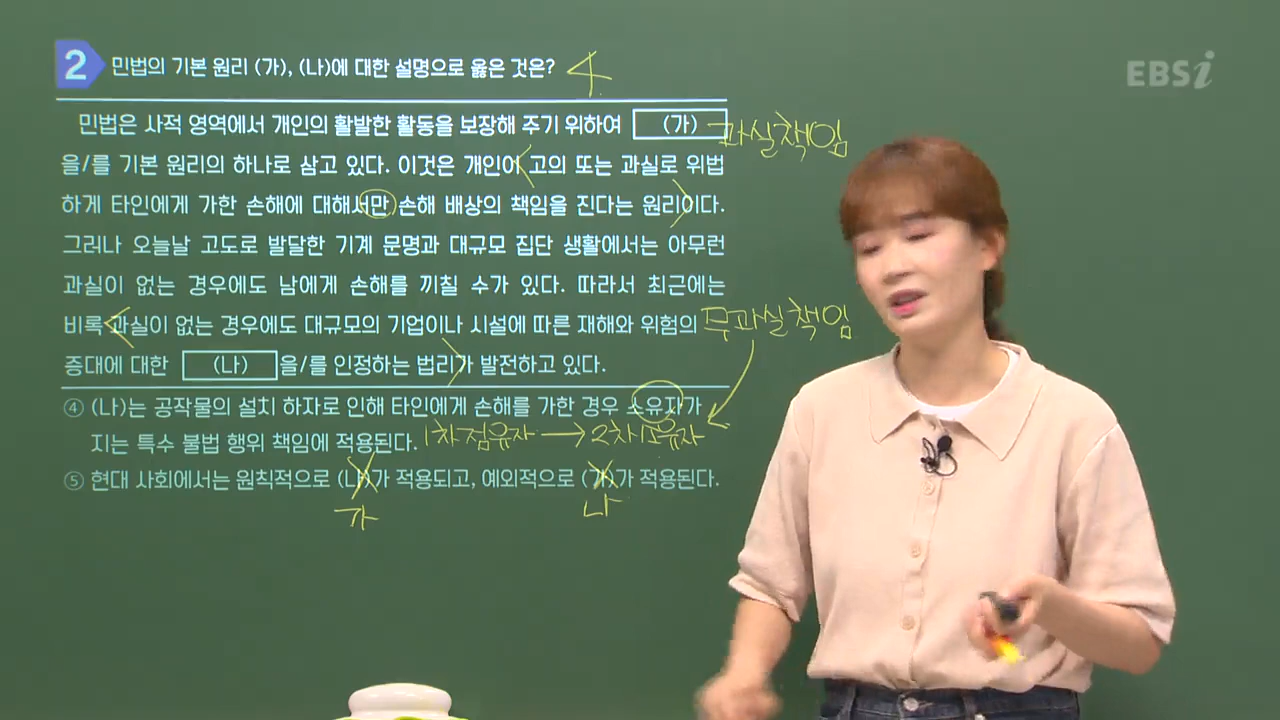 2 민법의 기본 원리 (가), (나)에 대한 설명으로 옳은 것은? 4.
EBSi
민법은 사적 영역에서 개인의 활발한 활동을 보장해 주기 위하여 (가) 과실책임
을/를 기본 원리의 하나로 삼고 있다. 이것은 개인이 고의 또는 과실로 위법
하게 타인에게 가한 손해에 대해서만 손해 배상의 책임을 진다는 원리이다.
그러나 오늘날 고도로 발달한 기계 문명과 대규모 집단 생활에서는 아무런
과실이 없는 경우에도 남에게 손해를 끼칠 수가 있다. 따라서 최근에는
비록 과실이 없는 경우에도 대규모의 기업이나 시설에 따른 재해와 위험의 무과실책임
증대에 대한 (나) 을/를 인정하는 법리가 발전하고 있다.
④ (나)는 공작물의 설치 하자로 인해 타인에게 손해를 가한 경우 소유자가
지는 특수 불법 행위 책임에 적용된다. 1차점유자 → 2차소유자
⑤ 현대 사회에서는 원칙적으로 (나)가 적용되고, 예외적으로 (가)가 적용된다.
가 나